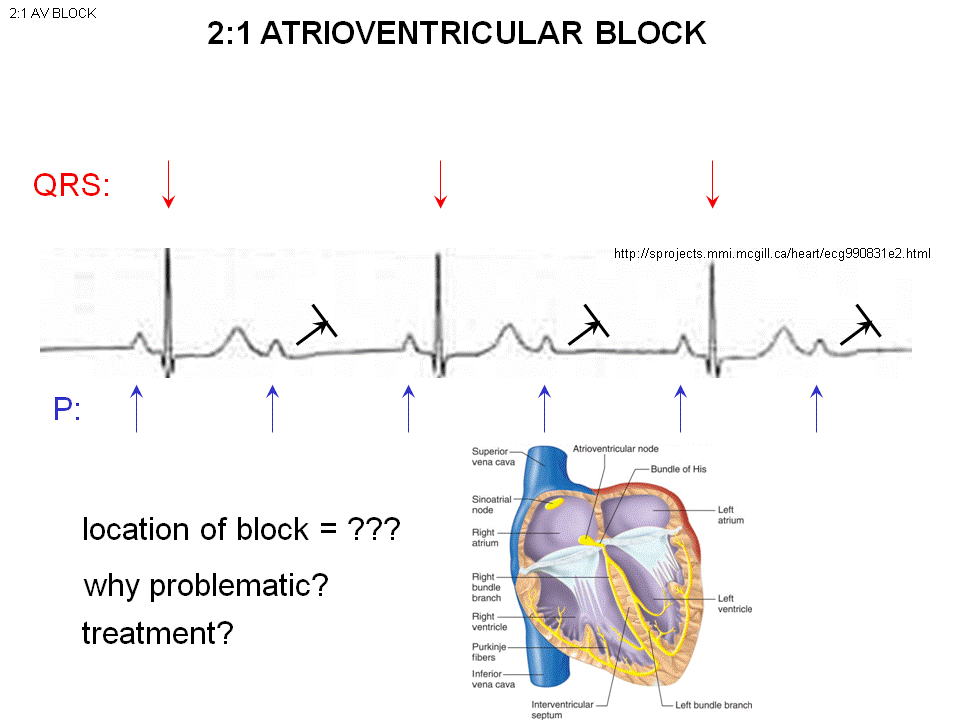 2:1 AV BLOCK
2:1 ATRIOVENTRICULAR BLOCK
QRS:
http://sprojects.mmi.mcgill.ca/heart/ecg990831e2.html
P:
location of block = ???
why problematic?
treatment?
Superior
vena cava
Sinoatrial
node
Right
atrium
Right
bundle
branch
Right
ventricle
Purkinje
fibers
Inferior
vena cava
Atrioventricular node
Bundle of His
Left
atrium
Left
ventricle
Interventricular
septum
Left bundle branch